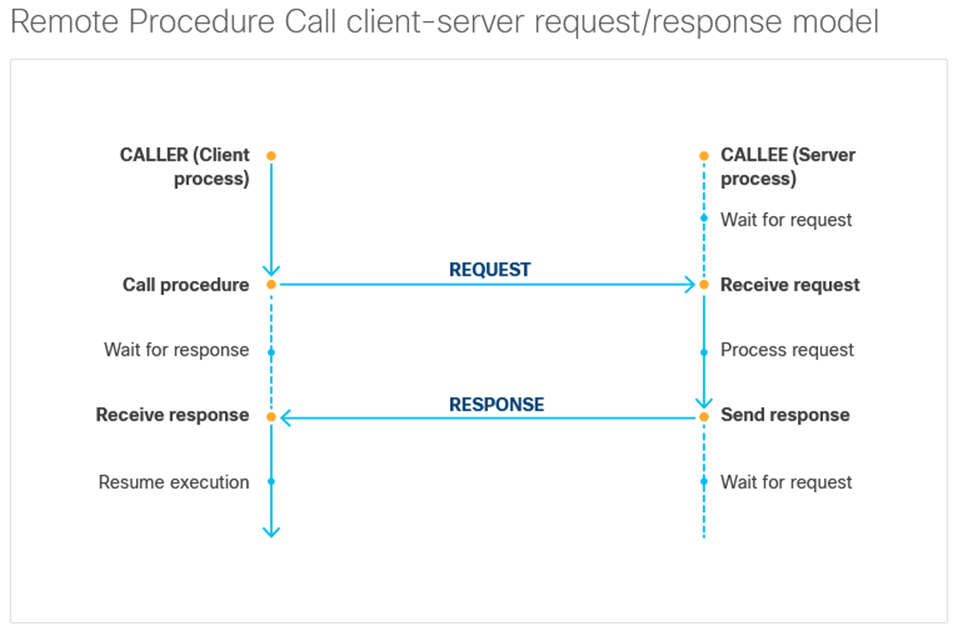 Remote Procedure Call client-server request/response model
CALLER (Client
process)
CALLEE (Server
process)
Wait for request
REQUEST
Call procedure
Receive request
Wait for response
Process request
RESPONSE
Receive response
Send response
Resume execution
Wait for request